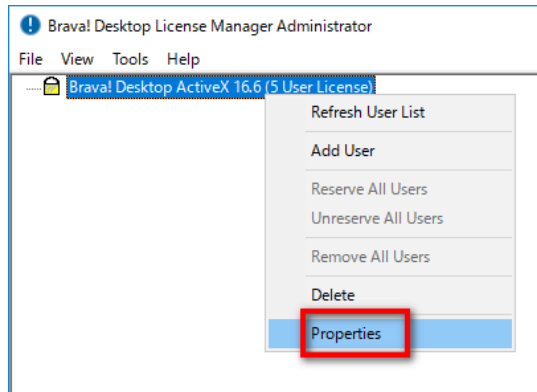 Brava! Desktop License Manager Administrator
File View Tools Help
Brava! Desktop ActiveX 16.6 (5 User License)
Refresh User List
Add User
Reserve All Users
Unreserve All Users
Remove All Users
Delete
Properties